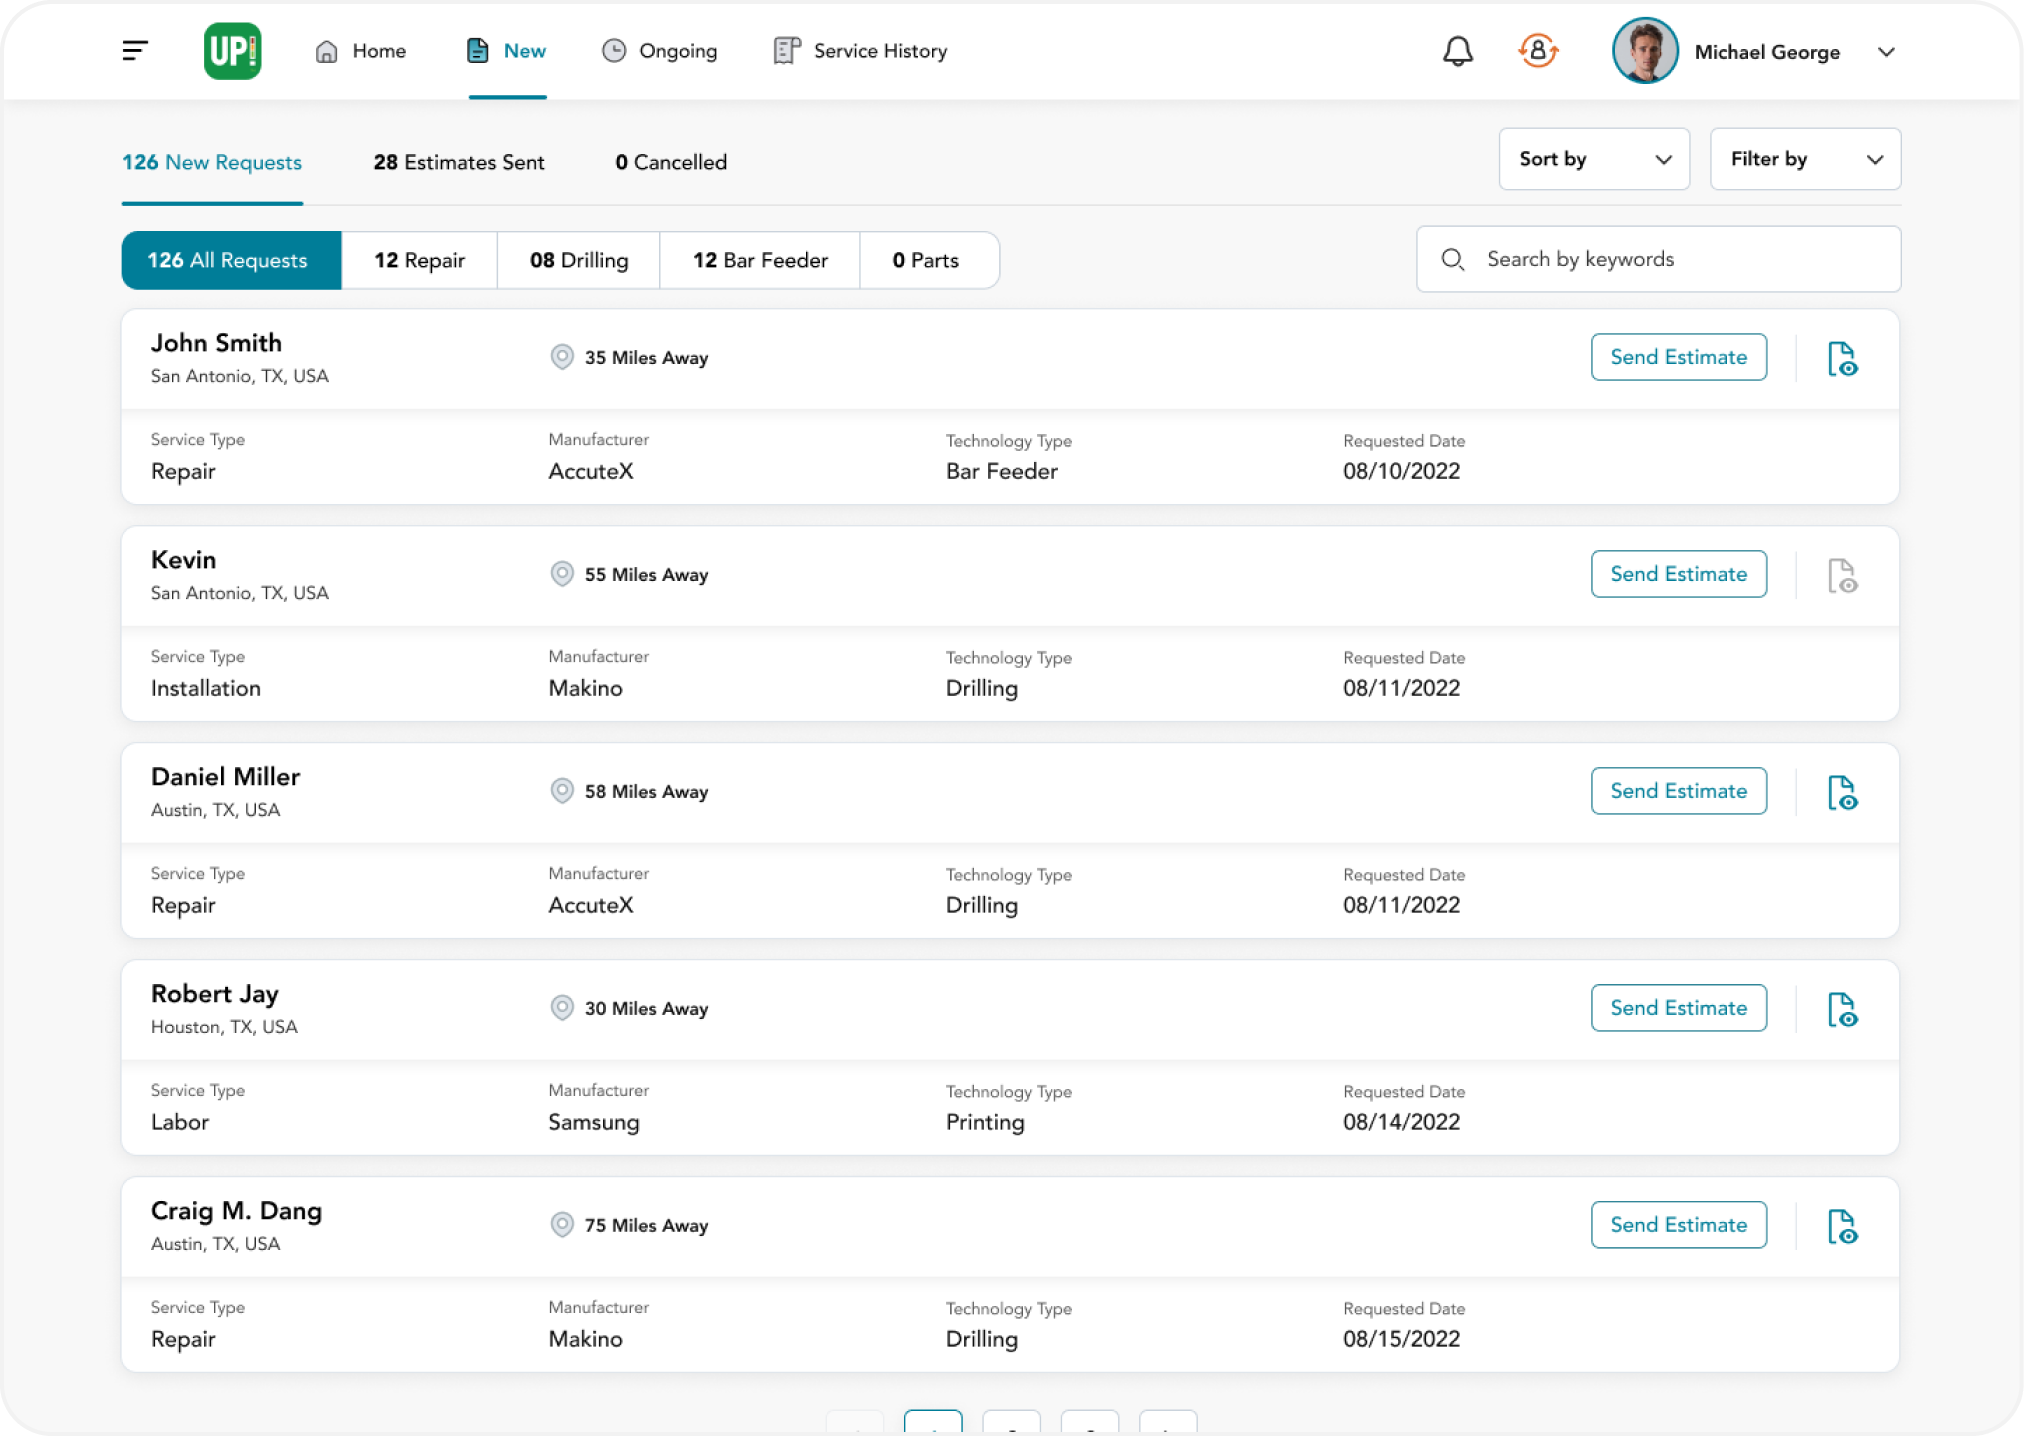 UP!
Home
New
Ongoing
Service History
Michael George
126 New Requests
28 Estimates Sent
0 Cancelled
Sort by
Filter by
126 All Requests
12 Repair
08 Drilling
12 Bar Feeder
0 Parts
Search by keywords
John Smith
San Antonio, TX, USA
35 Miles Away
Send Estimate
Service Type
Repair
Manufacturer
AccuteX
Technology Type
Bar Feeder
Requested Date
08/10/2022
Kevin
San Antonio, TX, USA
55 Miles Away
Send Estimate
Service Type
Installation
Manufacturer
Makino
Technology Type
Drilling
Requested Date
08/11/2022
Daniel Miller
Austin, TX, USA
58 Miles Away
Send Estimate
Service Type
Repair
Manufacturer
AccuteX
Technology Type
Drilling
Requested Date
08/11/2022
Robert Jay
Houston, TX, USA
30 Miles Away
Send Estimate
Service Type
Labor
Manufacturer
Samsung
Technology Type
Printing
Requested Date
08/14/2022
Craig M. Dang
Austin, TX, USA
75 Miles Away
Send Estimate
Service Type
Repair
Manufacturer
Makino
Technology Type
Drilling
Requested Date
08/15/2022